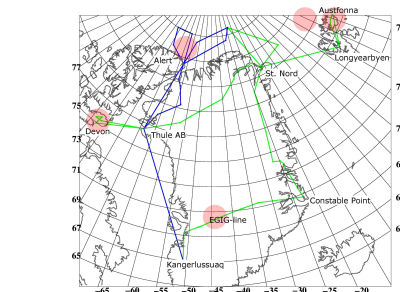 Austfonna
Longyearbyen
Alert
St. Nord
77
75
73
71
69
67
65
Devon
Thule AB
Constable Point
EGIG-line
Kangerlussuaq
-65
-60
-55
-50
-45
-40
-35
-30
-25
-20